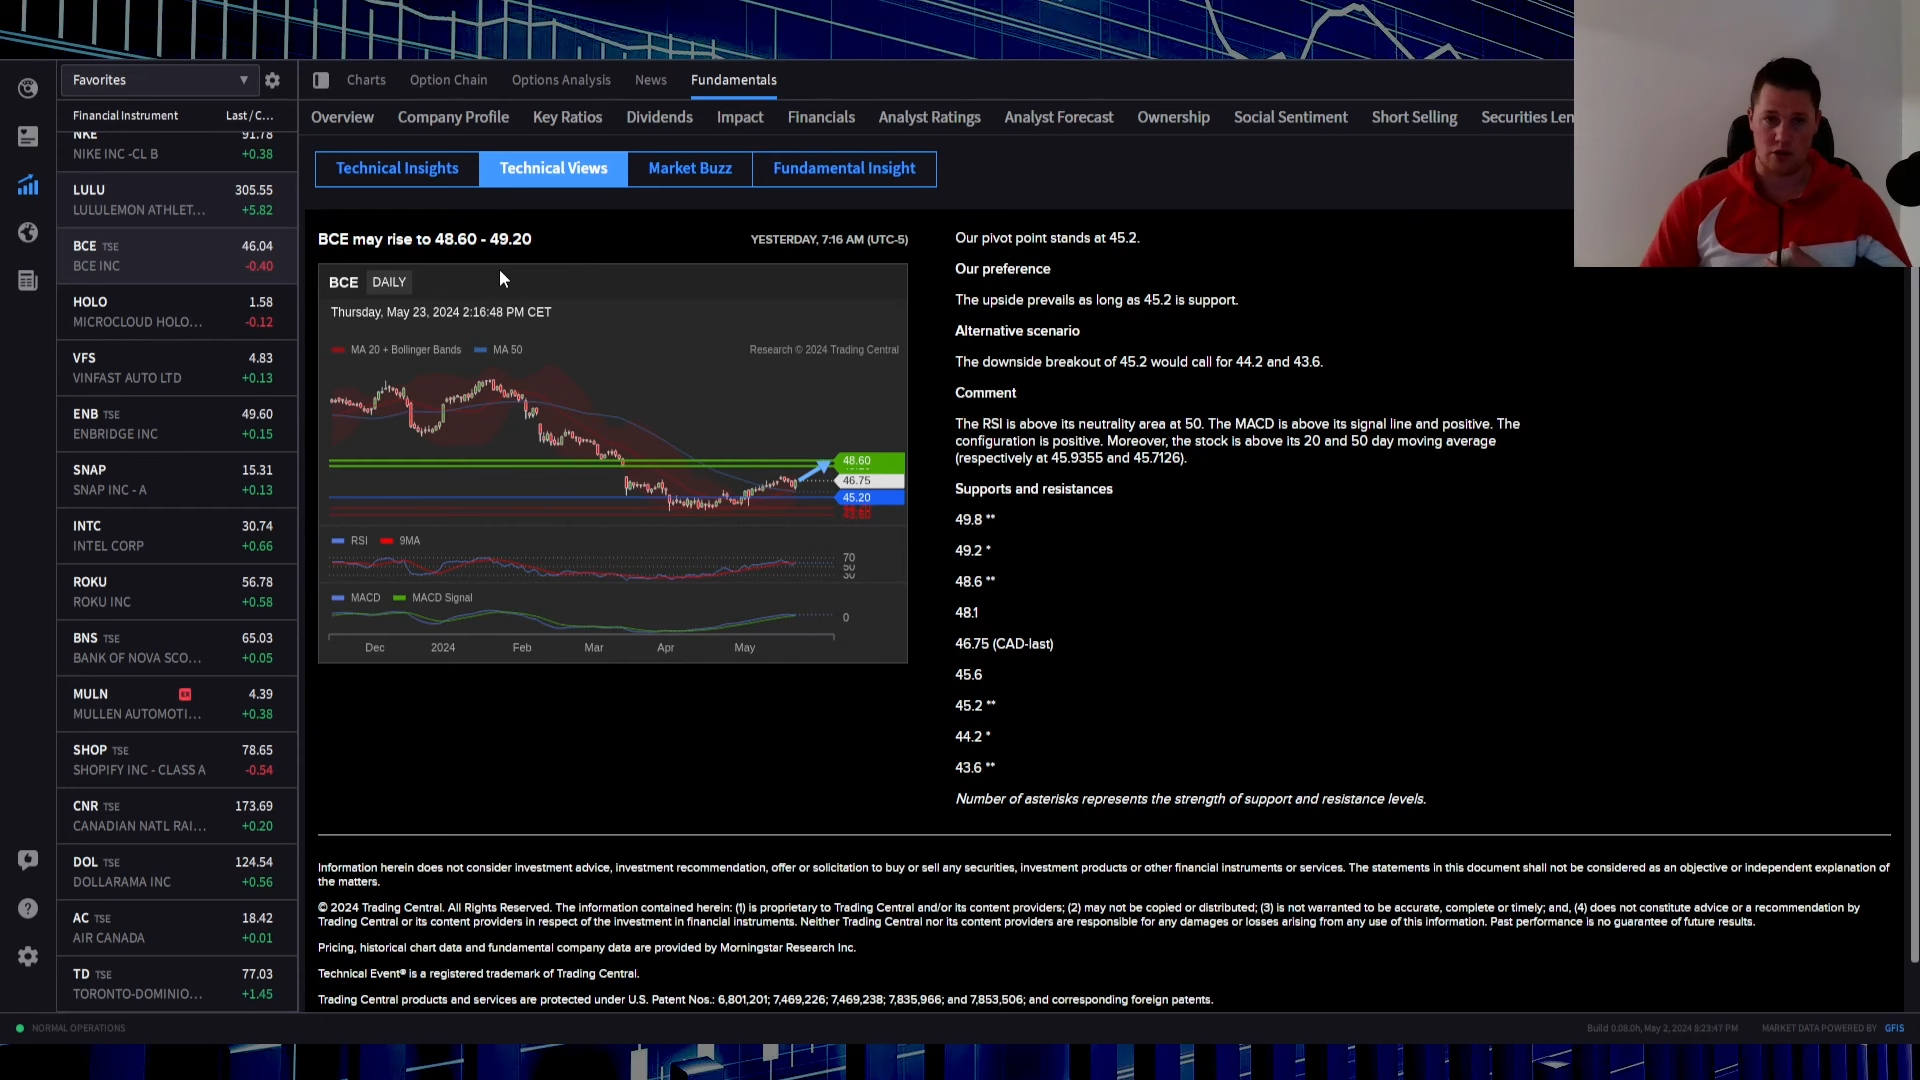 Favorites
Financial Instrument Last / C...
NKE 91.78
NIKE INC -CL B +0.38
LULU 305.55
LULULEMON ATHLET... +5.82
BCE TSE 46.04
BCE INC -0.40
HOLO 1.58
MICROCLOUD HOLO... -0.12
VFS 4.83
VINFAST AUTO LTD +0.13
ENB TSE 49.60
ENBRIDGE INC +0.15
SNAP 15.31
SNAP INC - A +0.13
INTC 30.74
INTEL CORP +0.66
ROKU 56.78
ROKU INC +0.58
BNS TSE 65.03
BANK OF NOVA SCO... +0.05
MULN 4.39
MULLEN AUTOMOTI... +0.38
SHOP TSE 78.65
SHOPIFY INC - CLASS A -0.54
CNR TSE 173.69
CANADIAN NATL RAI... +0.20
DOL TSE 124.54
DOLLARAMA INC +0.56
AC TSE 18.42
AIR CANADA +0.01
TD TSE 77.03
TORONTO-DOMINIO... +1.45
Charts Option Chain Options Analysis News Fundamentals
Overview Company Profile Key Ratios Dividends Impact Financials Analyst Ratings Analyst Forecast Ownership Social Sentiment Short Selling Securities Len
Technical Insights Technical Views Market Buzz Fundamental Insight
BCE may rise to 48.60 - 49.20 YESTERDAY, 7:16 AM (UTC-5)
BCE DAILY
Thursday, May 23, 2024 2:16:48 PM CET
MA 20 + Bollinger Bands MA 50 Research © 2024 Trading Central
48.60
46.75
45.20
RSI 9MA
70
50
30
MACD MACD Signal
0
Dec 2024 Feb Mar Apr May
Our pivot point stands at 45.2.
Our preference
The upside prevails as long as 45.2 is support.
Alternative scenario
The downside breakout of 45.2 would call for 44.2 and 43.6.
Comment
The RSI is above its neutrality area at 50. The MACD is above its signal line and positive. The
configuration is positive. Moreover, the stock is above its 20 and 50 day moving average
(respectively at 45.9355 and 45.7126).
Supports and resistances
49.8 **
49.2 *
48.6 **
48.1
46.75 (CAD-last)
45.6
45.2 **
44.2 *
43.6 **
Number of asterisks represents the strength of support and resistance levels.
Information herein does not consider investment advice, investment recommendation, offer or solicitation to buy or sell any securities, investment products or other financial instruments or services. The statements in this document shall not be considered as an objective or independent explanation of
the matters.
© 2024 Trading Central. All Rights Reserved. The information contained herein: (1) is proprietary to Trading Central and/or its content providers; (2) may not be copied or distributed; (3) is not warranted to be accurate, complete or timely; and, (4) does not constitute advice or a recommendation by
Trading Central or its content providers in respect of the investment in financial instruments. Neither Trading Central nor its content providers are responsible for any damages or losses arising from any use of this information. Past performance is no guarantee of future results.
Pricing, historical chart data and fundamental company data are provided by Morningstar Research Inc.
Technical Event® is a registered trademark of Trading Central.
Trading Central products and services are protected under U.S. Patent Nos.: 6,801,201; 7,469,226; 7,469,238; 7,835,966; and 7,853,506; and corresponding foreign patents.
NORMAL OPERATIONS Build 0.08.0h, May 2, 2024 8:23:47 PM MARKET DATA POWERED BY GFIS